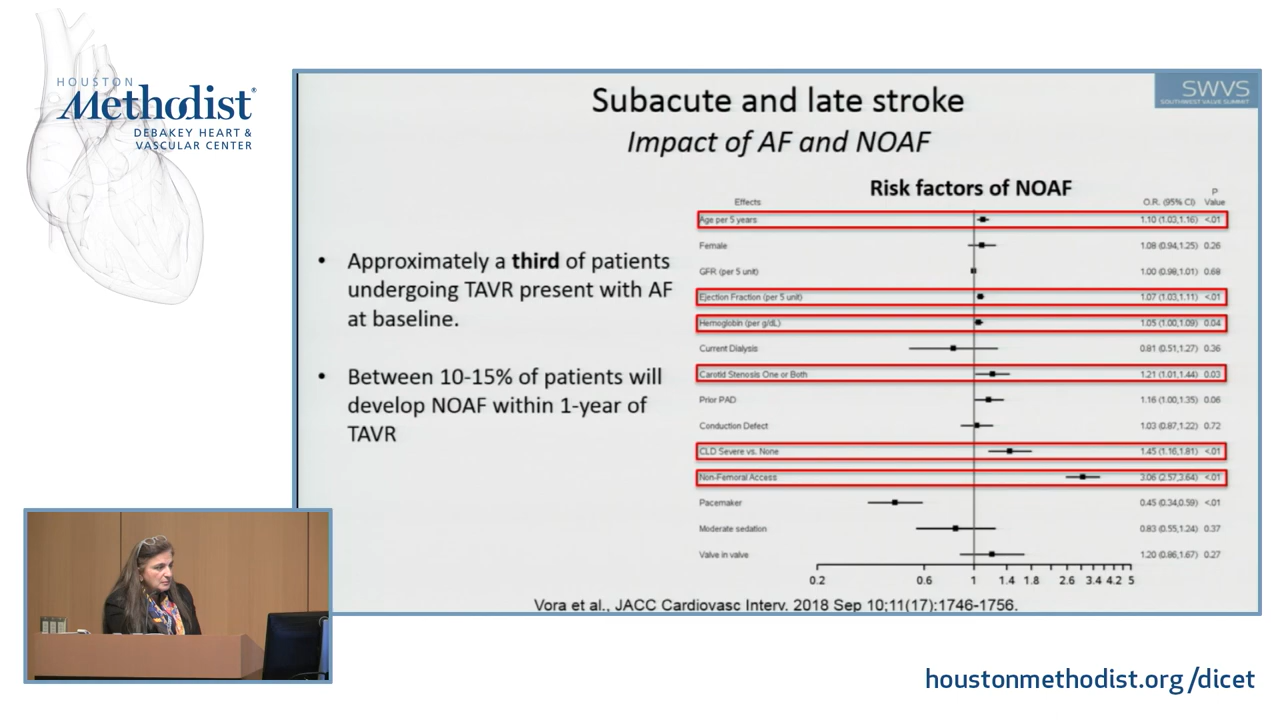 HOUSTON
Methodist®
DEBAKEY HEART &
VASCULAR CENTER
SWVS
SOUTHWEST VALVE SUMMIT
Subacute and late stroke
Impact of AF and NOAF
• Approximately a third of patients
undergoing TAVR present with AF
at baseline.
• Between 10-15% of patients will
develop NOAF within 1-year of
TAVR
Risk factors of NOAF
Effects O.R. (95% CI) P Value
Age per 5 years 1.10 (1.03,1.16) <.01
Female 1.08 (0.94,1.25) 0.26
GFR (per 5 unit) 1.00 (0.98,1.01) 0.68
Ejection Fraction (per 5 unit) 1.07 (1.03,1.11) <.01
Hemoglobin (per g/dL) 1.05 (1.00,1.09) 0.04
Current Dialysis 0.81 (0.51,1.27) 0.36
Carotid Stenosis One or Both 1.21 (1.01,1.44) 0.03
Prior PAD 1.16 (1.00,1.35) 0.06
Conduction Defect 1.03 (0.87,1.22) 0.72
CLD Severe vs. None 1.45 (1.16,1.81) <.01
Non-Femoral Access 3.06 (2.57,3.64) <.01
Pacemaker 0.45 (0.34,0.59) <.01
Moderate sedation 0.83 (0.55,1.24) 0.37
Valve in valve 1.20 (0.86,1.67) 0.27
0.2 0.6 1 1.4 1.8 2.6 3.4 4.2 5
Vora et al., JACC Cardiovasc Interv. 2018 Sep 10;11(17):1746-1756.
houstonmethodist.org/dicet